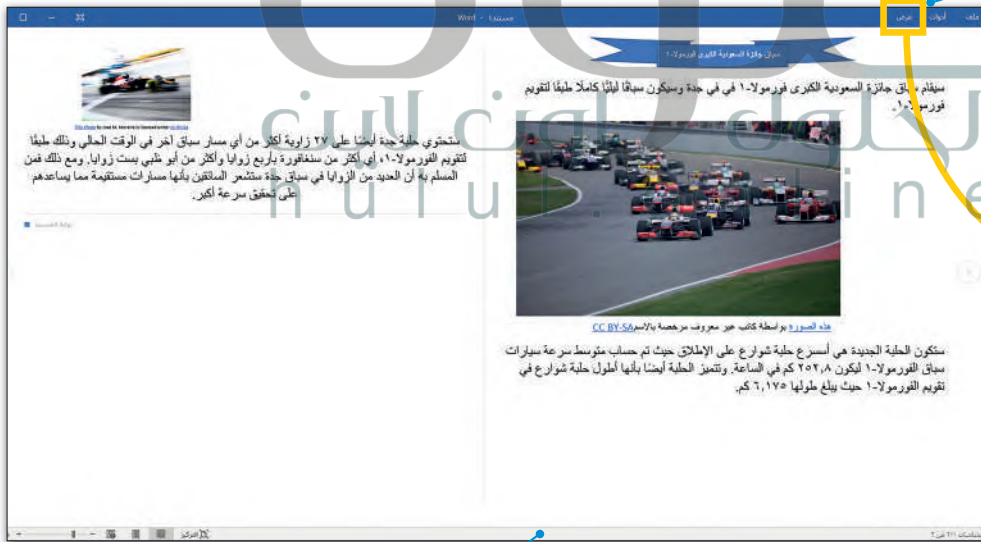 ملف أدوات عرض
مستند١ - Word
سباق جائزة السعودية الكبرى فورمولا-١
سيقام سباق جائزة السعودية الكبرى فورمولا-١ في في جدة وسيكون سباقًا ليليًا كاملًا طبقًا لتقويم
فورمولا-١.
هذه الصورة بواسطة كاتب غير معروف مرخصة بالاسم CC BY-SA
ستكون الحلبة الجديدة هي أسرع حلبة شوارع على الإطلاق حيث تم حساب متوسط سرعة سيارات
سباق الفورمولا-١ ليكون ٢٥٢,٨ كم في الساعة. وتتميز الحلبة أيضًا بأنها أطول حلبة شوارع في
تقويم الفورمولا-١ حيث يبلغ طولها ٦,١٧٥ كم.
ستحتوي حلبة جدة أيضًا على ٢٧ زاوية أكثر من أي مسار سباق آخر في الوقت الحالي وذلك طبقًا
لتقويم الفورمولا-١، أي أكثر من سنغافورة بأربع زوايا وأكثر من أبو ظبي بست زوايا. ومع ذلك فمن
المسلم به أن العديد من الزوايا في سباق جدة ستشعر السائقين بأنها مسارات مستقيمة مما يساعدهم
على تحقيق سرعة أكبر.
نهاية المستند
التركيز